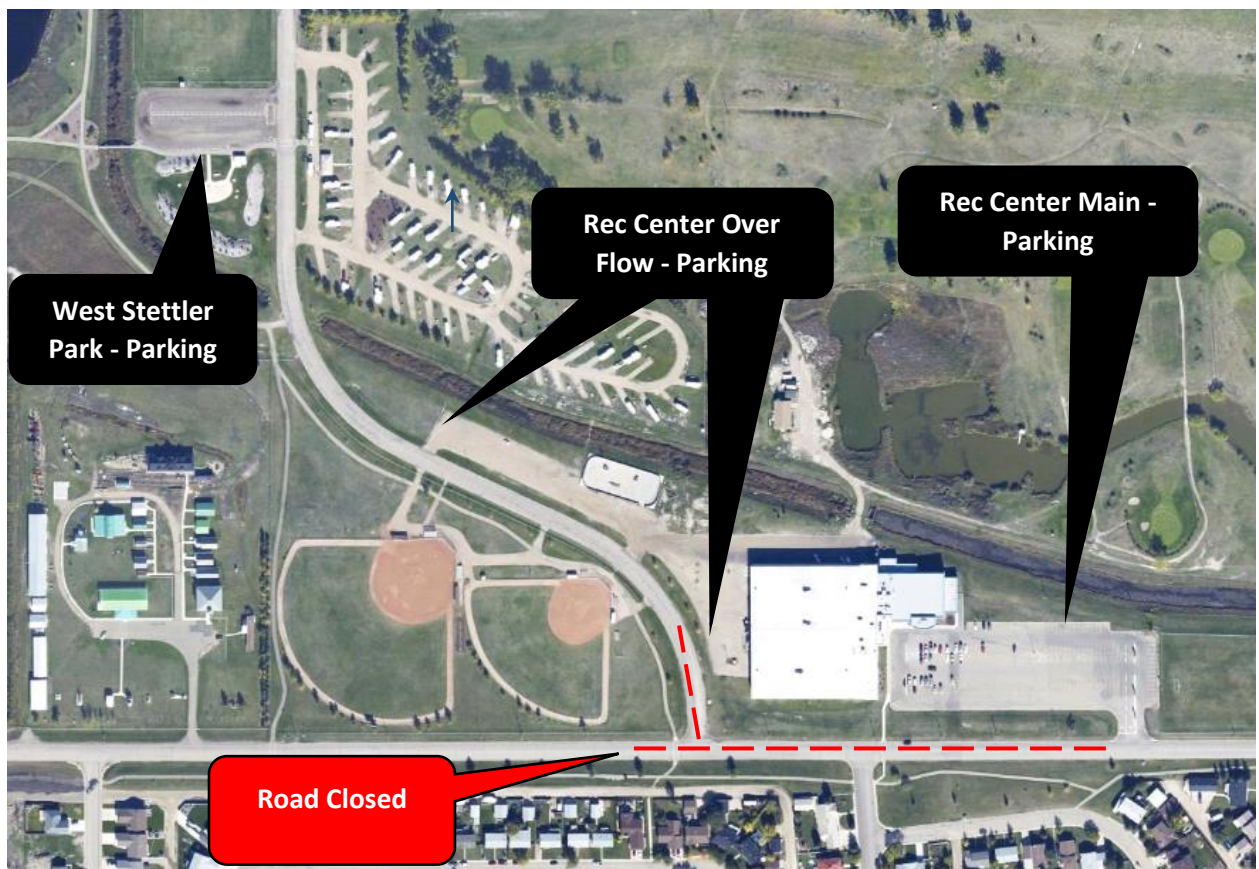 Rec Center Main -
Parking
Rec Center Over
Flow - Parking
West Stettler
Park - Parking
Road Closed